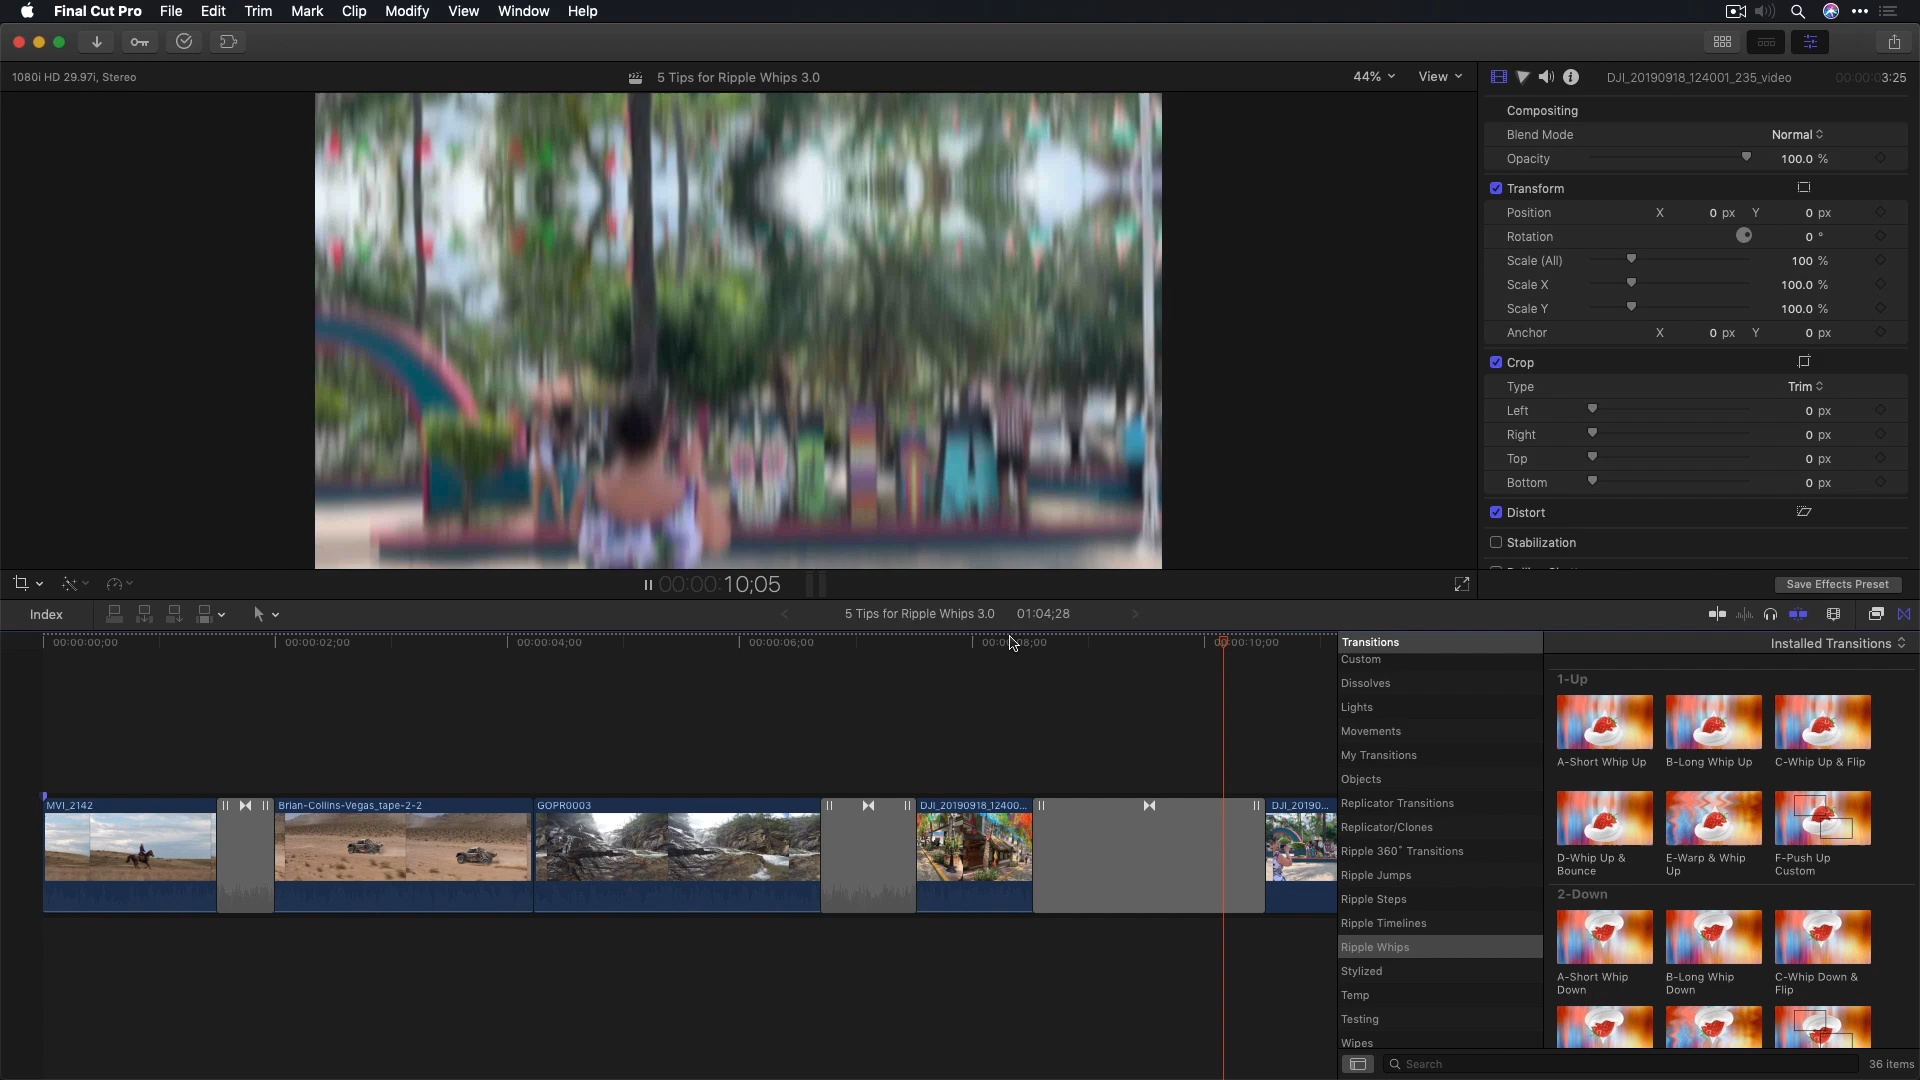 Final Cut Pro File Edit Trim Mark Clip Modify View Window Help
1080i HD 29.97i, Stereo
5 Tips for Ripple Whips 3.0
44%
View
DJI_20190918_124001_235_video
00:00:03:25
Compositing
Blend Mode Normal
Opacity 100.0 %
Transform
Position X 0 px Y 0 px
Rotation 0 °
Scale (All) 100 %
Scale X 100.0 %
Scale Y 100.0 %
Anchor X 0 px Y 0 px
Crop
Type Trim
Left 0 px
Right 0 px
Top 0 px
Bottom 0 px
Distort
Stabilization
00:00:10;05
Save Effects Preset
Index
5 Tips for Ripple Whips 3.0 01:04;28
00:00:00;00 00:00:02;00 00:00:04;00 00:00:06;00 00:00:08;00 00:00:10;00
MVI_2142
Brian-Collins-Vegas_tape-2-2
GOPR0003
DJI_20190918_12400...
DJI_20190...
Transitions
Custom
Dissolves
Lights
Movements
My Transitions
Objects
Replicator Transitions
Replicator/Clones
Ripple 360° Transitions
Ripple Jumps
Ripple Steps
Ripple Timelines
Ripple Whips
Stylized
Temp
Testing
Wipes
Installed Transitions
1-Up
A-Short Whip Up
B-Long Whip Up
C-Whip Up & Flip
D-Whip Up &
Bounce
E-Warp & Whip
Up
F-Push Up
Custom
2-Down
A-Short Whip
Down
B-Long Whip
Down
C-Whip Down &
Flip
Search
36 items